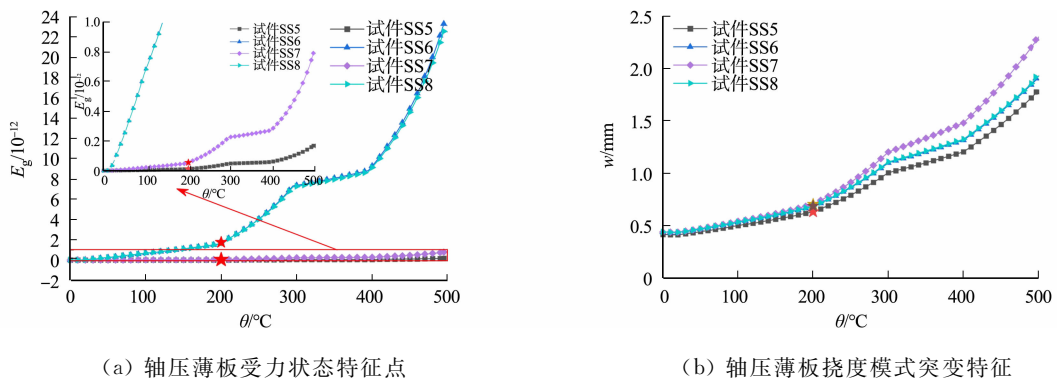 24
22
20
18
16
14
12
10
8
6
4
2
0
−2
E_g/10^{-12}
1.0
0.8
0.6
0.4
0.2
0
E_g/10^{-12}
试件SS5
试件SS6
试件SS7
试件SS8
0 100 200 300 400 500
θ/°C
试件SS5
试件SS6
试件SS7
试件SS8
0 100 200 300 400 500
θ/°C
(a) 轴压薄板受力状态特征点
2.5
2.0
1.5
1.0
0.5
0
w/mm
试件SS5
试件SS6
试件SS7
试件SS8
100 200 300 400 500
θ/°C
(b) 轴压薄板挠度模式突变特征